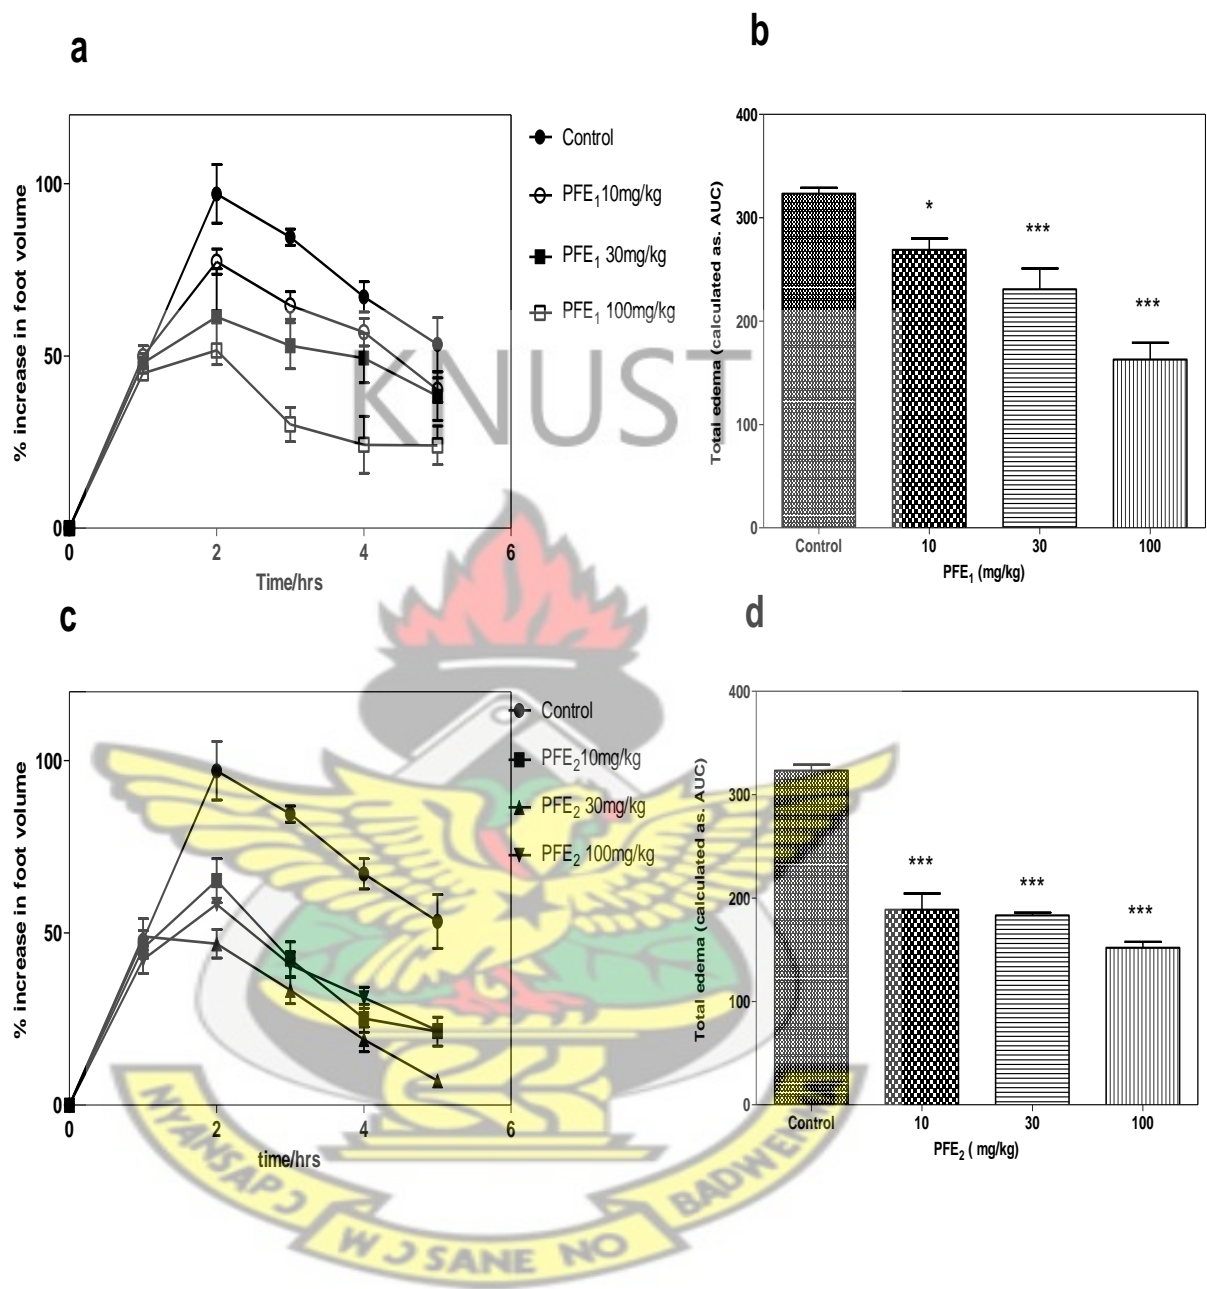 a
% increase in foot volume
100
50
0
0
2
4
6
Time/hrs
Control
PFE1 10mg/kg
PFE1 30mg/kg
PFE1 100mg/kg
b
Total edema (calculated as. AUC)
400
300
200
100
0
*
***
***
Control
10
30
100
PFE1 (mg/kg)
KNUST
c
% increase in foot volume
100
50
0
0
2
4
6
time/hrs
Control
PFE2 10mg/kg
PFE2 30mg/kg
PFE2 100mg/kg
d
Total edema (calculated as. AUC)
400
300
200
100
0
***
***
***
Control
10
30
100
PFE2 ( mg/kg)
NYANSAPƆ
WƆ SANE NO
BADWENMA